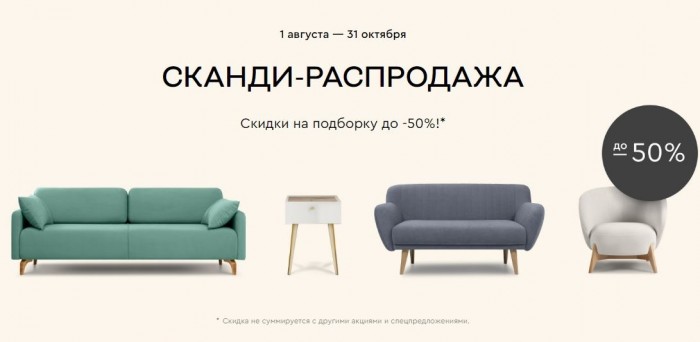 1 августа — 31 октября
СКАНДИ-РАСПРОДАЖА
Скидки на подборку до -50%!*
до 50%
* Скидка не суммируется с другими акциями и спецпредложениями.